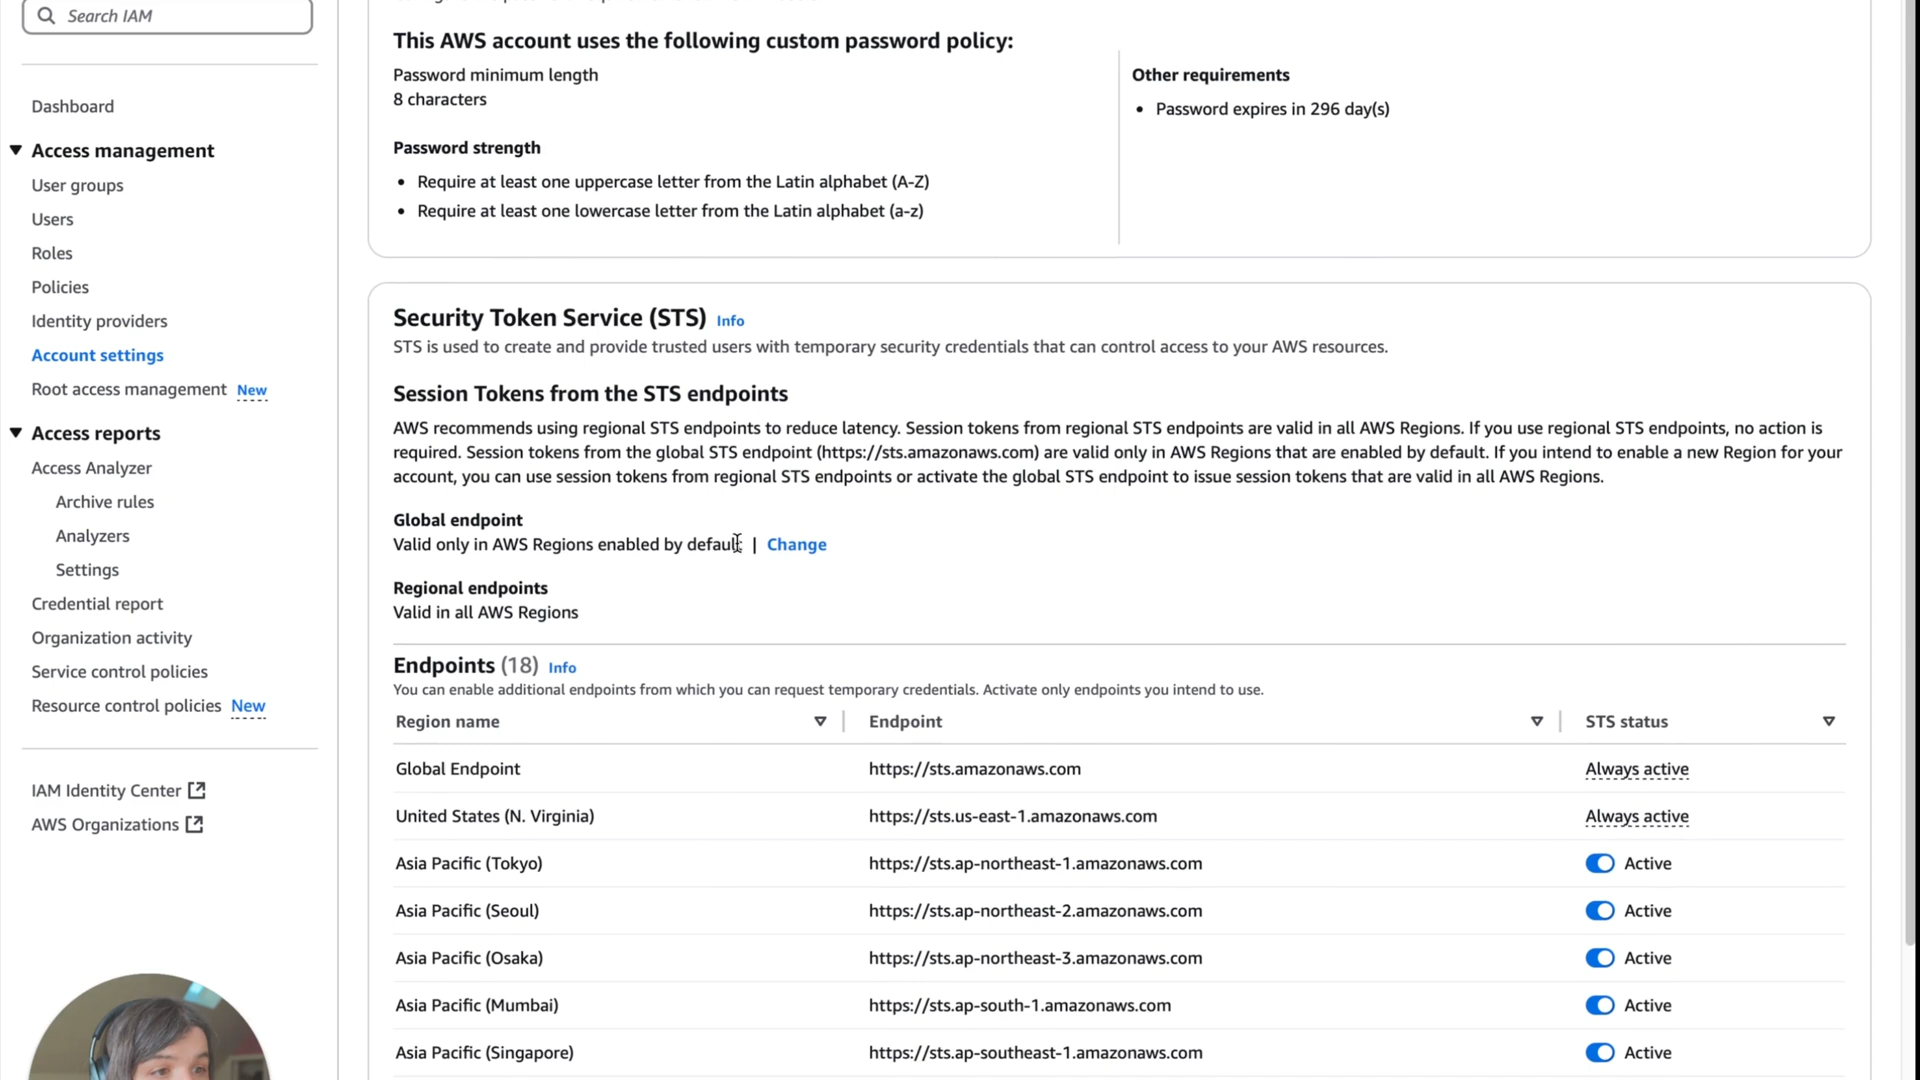 Search IAM
Dashboard
Access management
User groups
Users
Roles
Policies
Identity providers
Account settings
Root access management New
Access reports
Access Analyzer
Archive rules
Analyzers
Settings
Credential report
Organization activity
Service control policies
Resource control policies New
IAM Identity Center
AWS Organizations
This AWS account uses the following custom password policy:
Password minimum length
8 characters
Password strength
• Require at least one uppercase letter from the Latin alphabet (A-Z)
• Require at least one lowercase letter from the Latin alphabet (a-z)
Other requirements
• Password expires in 296 day(s)
Security Token Service (STS) Info
STS is used to create and provide trusted users with temporary security credentials that can control access to your AWS resources.
Session Tokens from the STS endpoints
AWS recommends using regional STS endpoints to reduce latency. Session tokens from regional STS endpoints are valid in all AWS Regions. If you use regional STS endpoints, no action is
required. Session tokens from the global STS endpoint (https://sts.amazonaws.com) are valid only in AWS Regions that are enabled by default. If you intend to enable a new Region for your
account, you can use session tokens from regional STS endpoints or activate the global STS endpoint to issue session tokens that are valid in all AWS Regions.
Global endpoint
Valid only in AWS Regions enabled by default | Change
Regional endpoints
Valid in all AWS Regions
Endpoints (18) Info
You can enable additional endpoints from which you can request temporary credentials. Activate only endpoints you intend to use.
Region name Endpoint STS status
Global Endpoint https://sts.amazonaws.com Always active
United States (N. Virginia) https://sts.us-east-1.amazonaws.com Always active
Asia Pacific (Tokyo) https://sts.ap-northeast-1.amazonaws.com Active
Asia Pacific (Seoul) https://sts.ap-northeast-2.amazonaws.com Active
Asia Pacific (Osaka) https://sts.ap-northeast-3.amazonaws.com Active
Asia Pacific (Mumbai) https://sts.ap-south-1.amazonaws.com Active
Asia Pacific (Singapore) https://sts.ap-southeast-1.amazonaws.com Active